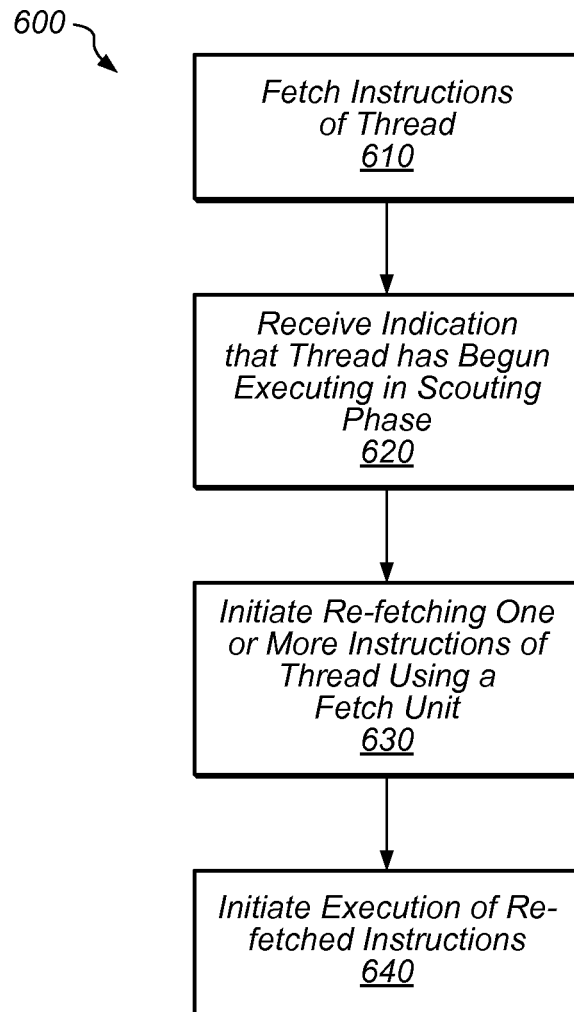 600
Fetch Instructions
of Thread
610
Receive Indication
that Thread has Begun
Executing in Scouting
Phase
620
Initiate Re-fetching One
or More Instructions of
Thread Using a
Fetch Unit
630
Initiate Execution of Re-
fetched Instructions
640